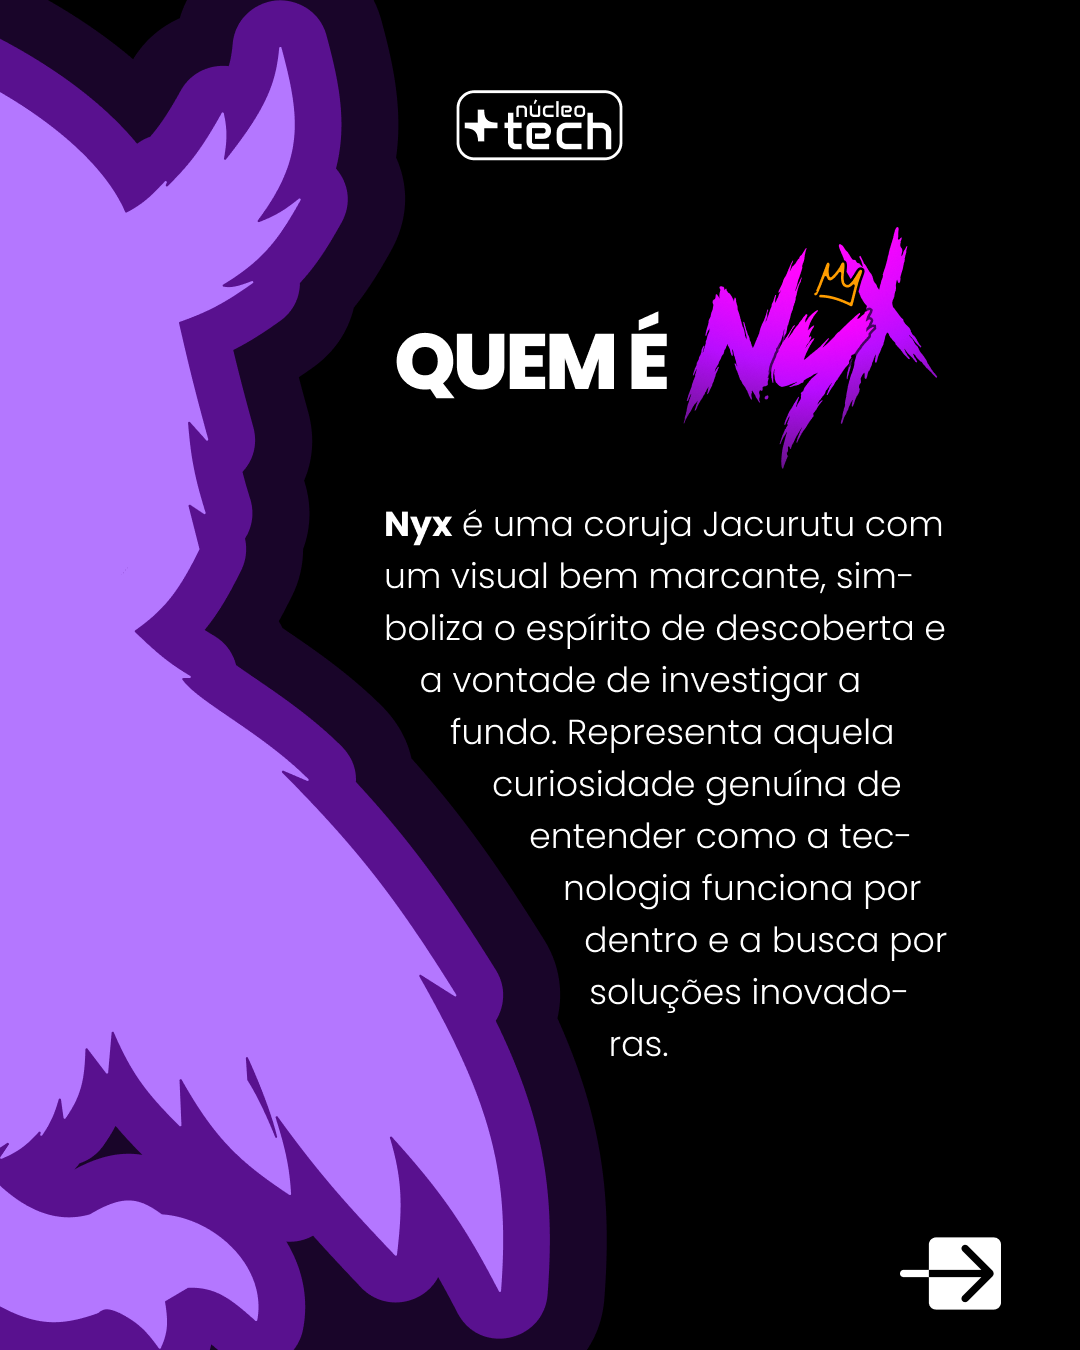 núcleo
+tech
QUEM É Nyx
Nyx é uma coruja Jacurutu com
um visual bem marcante, sim-
boliza o espírito de descoberta e
a vontade de investigar a
fundo. Representa aquela
curiosidade genuína de
entender como a tec-
nologia funciona por
dentro e a busca por
soluções inovado-
ras.